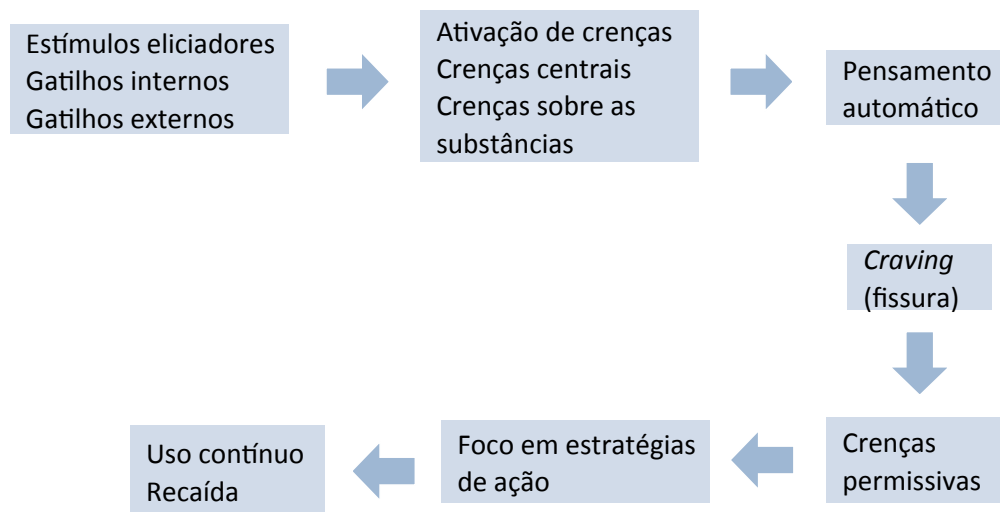 Estímulos eliciadores
Gatilhos internos
Gatilhos externos
Ativação de crenças
Crenças centrais
Crenças sobre as
substâncias
Pensamento
automático
Craving
(fissura)
Crenças
permissivas
Foco em estratégias
de ação
Uso contínuo
Recaída